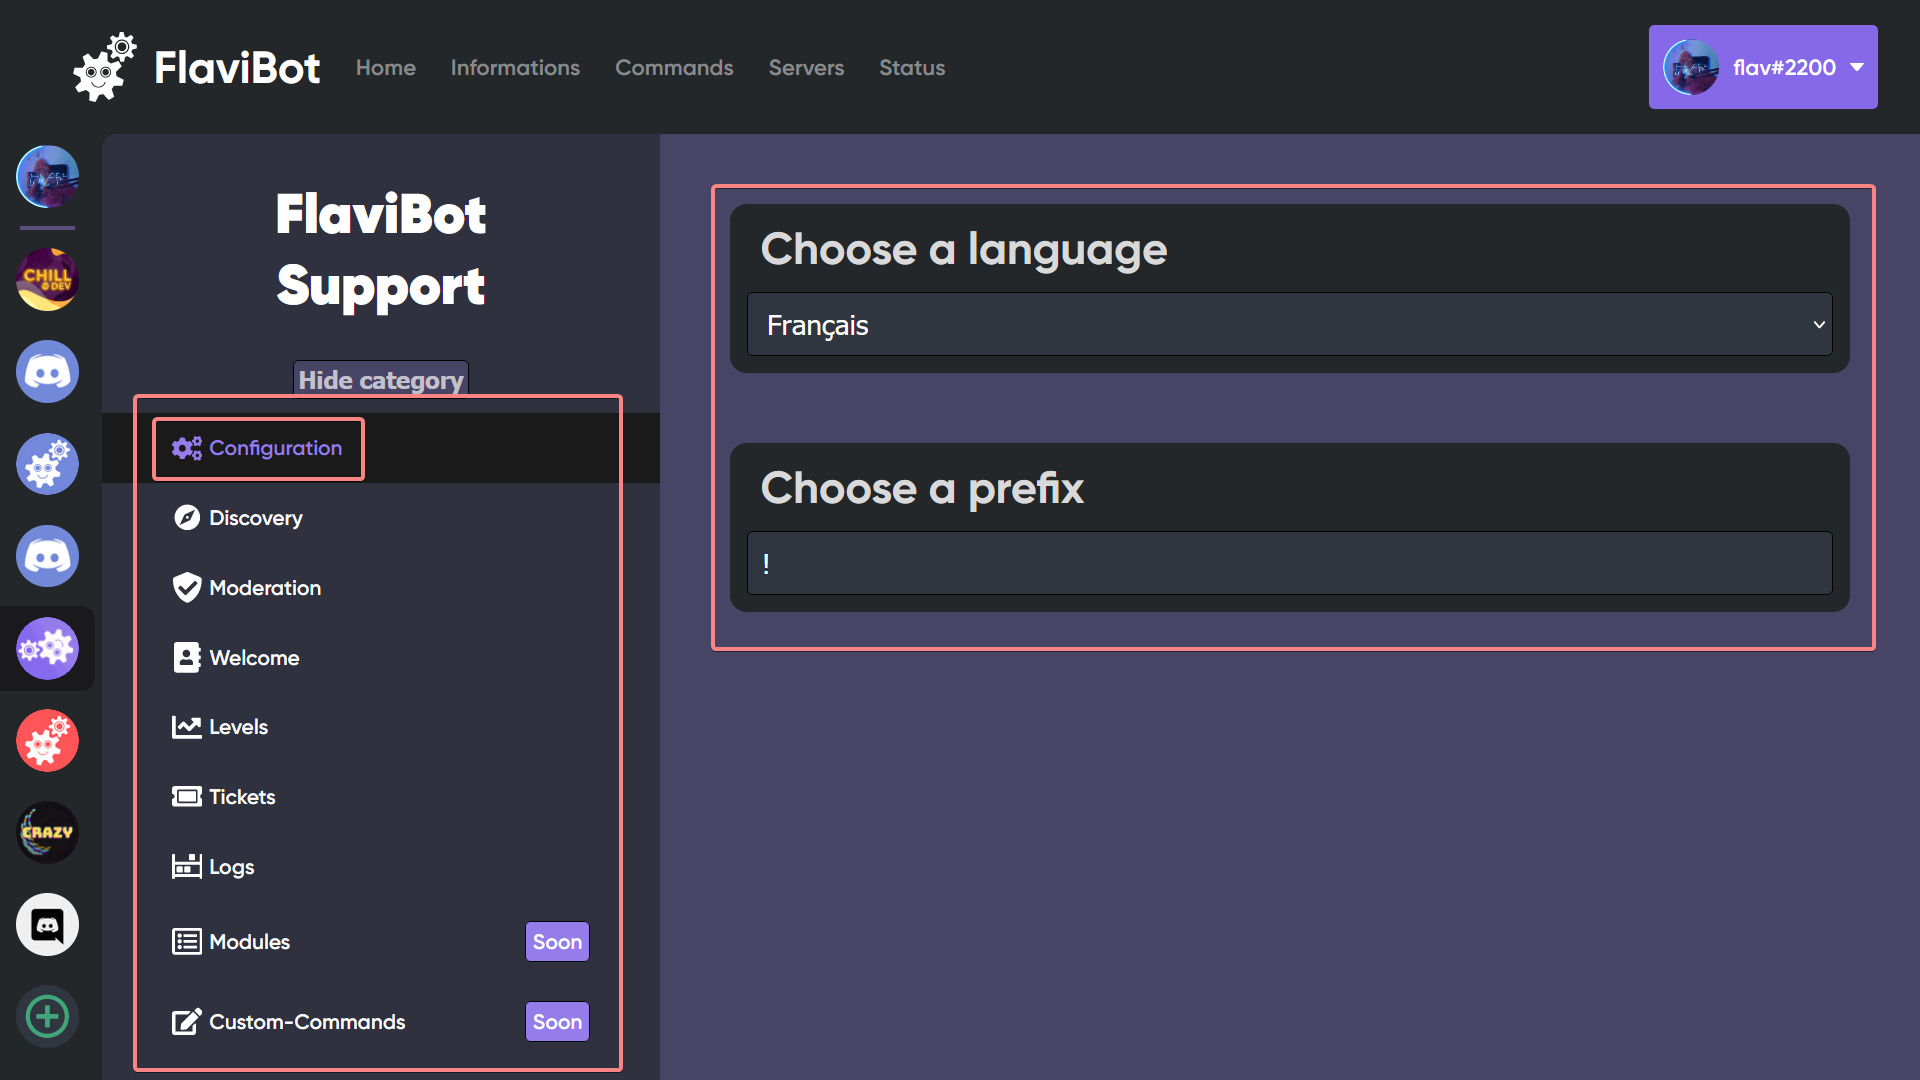 FlaviBot
Home
Informations
Commands
Servers
Status
flav#2200
CHILL
DEV
CRAZY
FlaviBot
Support
Hide category
Configuration
Discovery
Moderation
Welcome
Levels
Tickets
Logs
Modules
Soon
Custom-Commands
Soon
Choose a language
Français
Choose a prefix
!